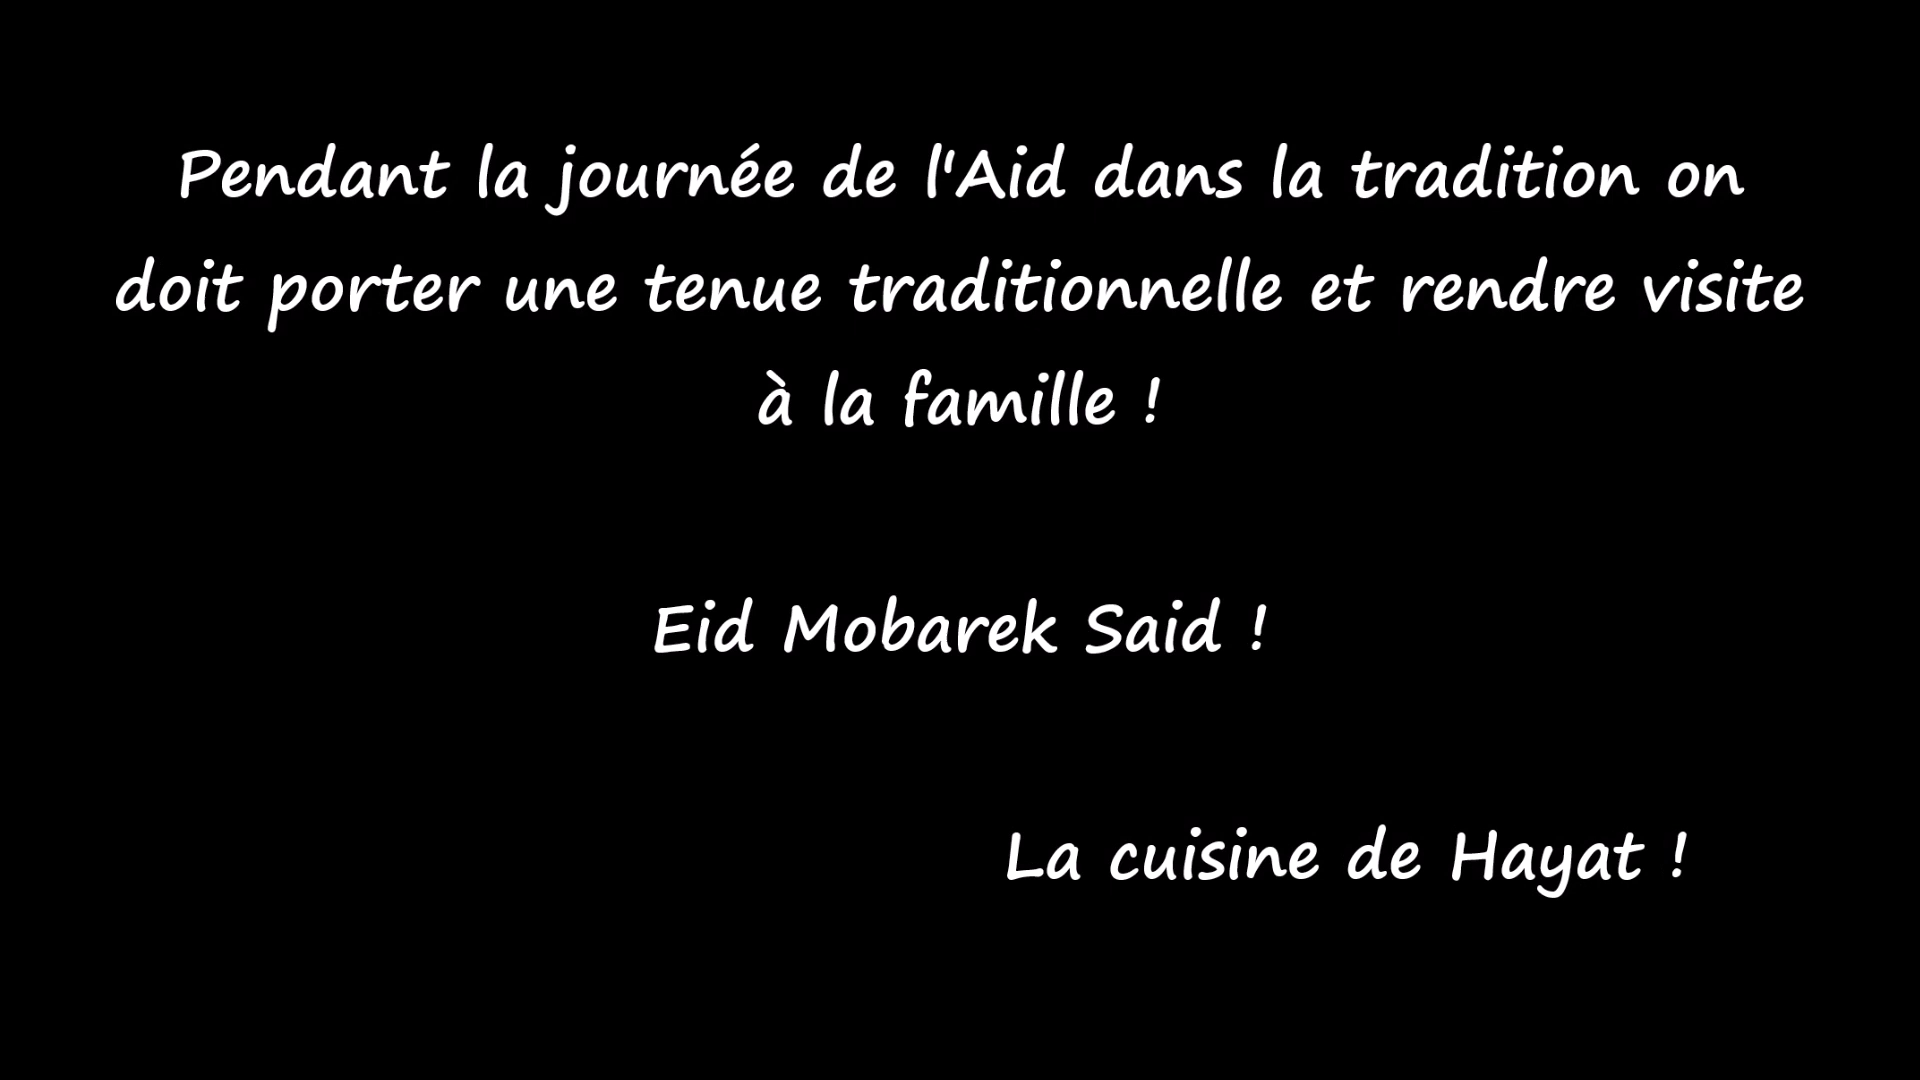 Pendant la journée de l'Aid dans la tradition on
doit porter une tenue traditionnelle et rendre visite
à la famille !
Eid Mobarek Said !
La cuisine de Hayat !